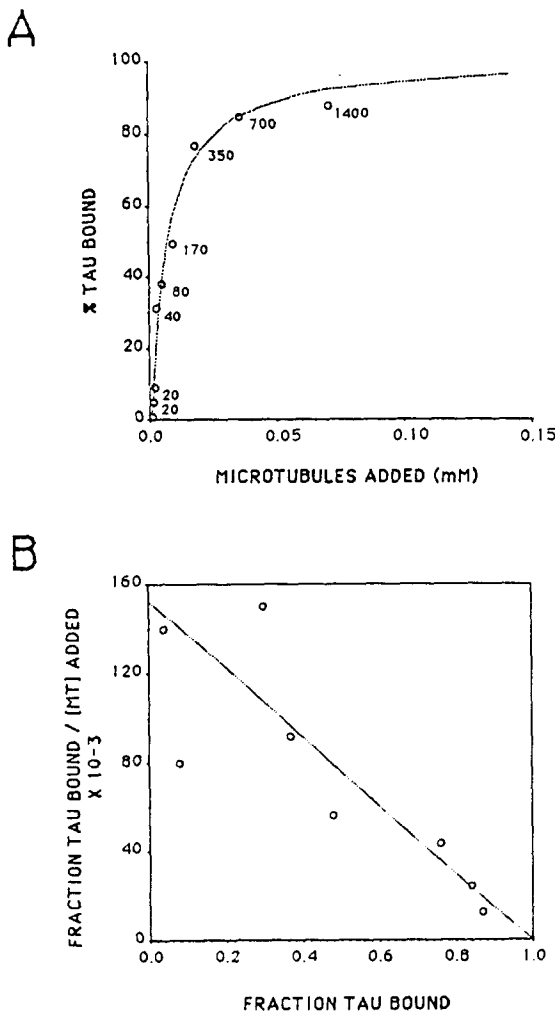 A
100
80
60
40
20
0
% TAU BOUND
1400
700
350
170
80
40
20
20
0.0 0.05 0.10 0.15
MICROTUBULES ADDED (mM)
B
160
120
80
40
0
FRACTION TAU BOUND / [MT] ADDED
X 10-3
0.0 0.2 0.4 0.6 0.8 1.0
FRACTION TAU BOUND